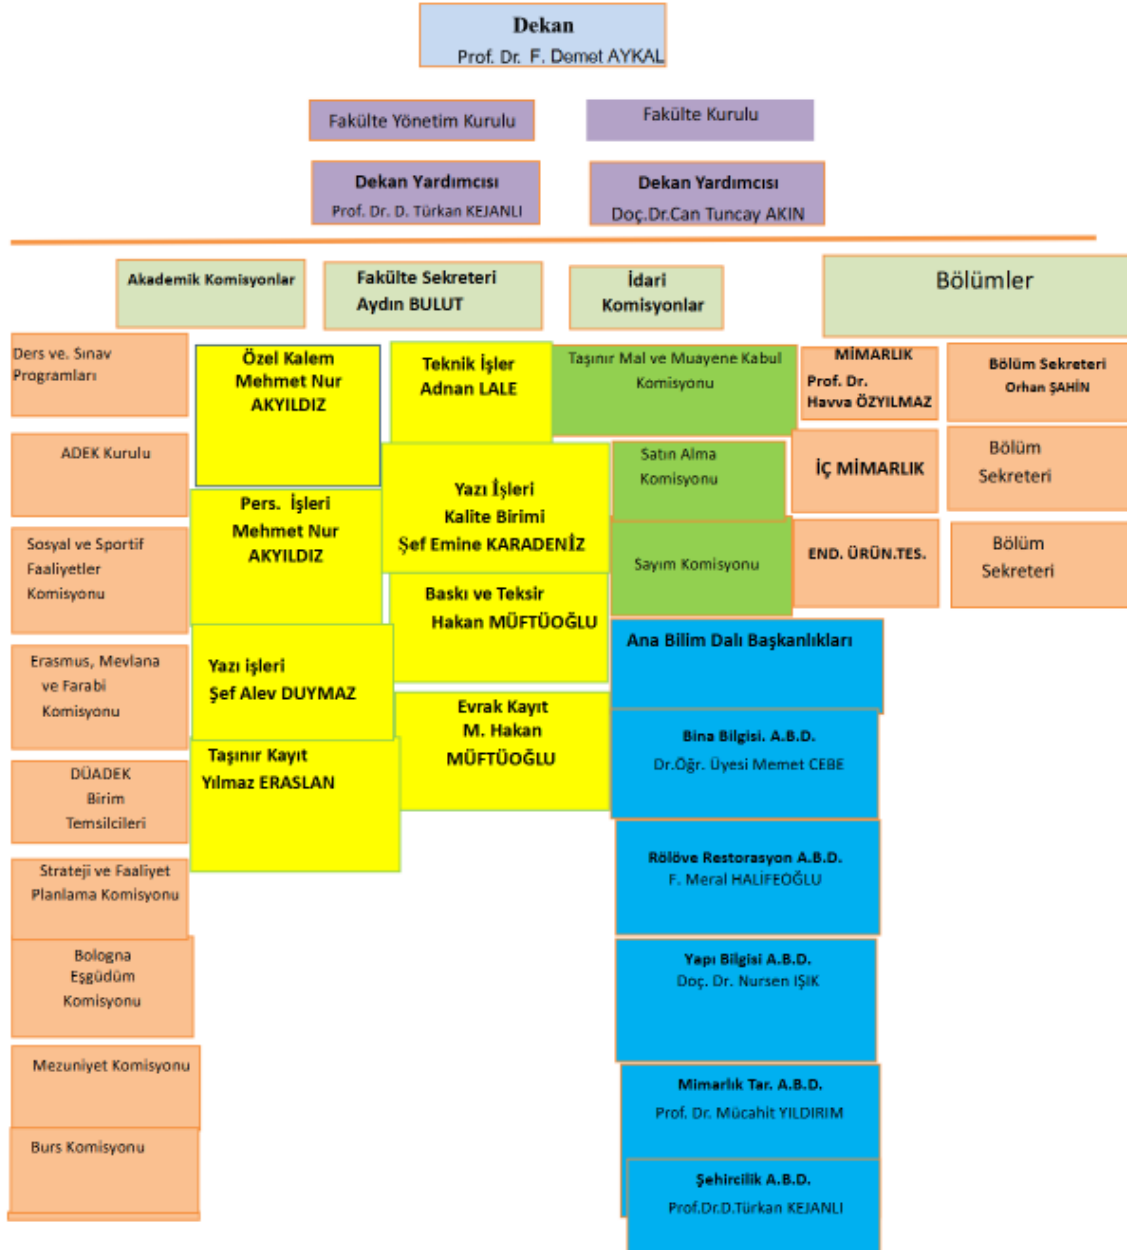 Dekan
Prof. Dr. F. Demet AYKAL
Fakülte Yönetim Kurulu
Fakülte Kurulu
Dekan Yardımcısı
Prof. Dr. D. Türkan KEJANLI
Dekan Yardımcısı
Doç.Dr.Can Tuncay AKIN
Akademik Komisyonlar
Fakülte Sekreteri
Aydın BULUT
İdari
Komisyonlar
Bölümler
Ders ve. Sınav
Programları
ADEK Kurulu
Sosyal ve Sportif
Faaliyetler
Komisyonu
Erasmus, Mevlana
ve Farabi
Komisyonu
DÜADEK
Birim
Temsilcileri
Strateji ve Faaliyet
Planlama Komisyonu
Bologna
Eşgüdüm
Komisyonu
Mezuniyet Komisyonu
Burs Komisyonu
Özel Kalem
Mehmet Nur
AKYILDIZ
Pers. İşleri
Mehmet Nur
AKYILDIZ
Yazı işleri
Şef Alev DUYMAZ
Taşınır Kayıt
Yılmaz ERASLAN
Teknik İşler
Adnan LALE
Yazı İşleri
Kalite Birimi
Şef Emine KARADENİZ
Baskı ve Teksir
Hakan MÜFTÜOĞLU
Evrak Kayıt
M. Hakan
MÜFTÜOĞLU
Taşınır Mal ve Muayene Kabul
Komisyonu
Satın Alma
Komisyonu
Sayım Komisyonu
Ana Bilim Dalı Başkanlıkları
Bina Bilgisi. A.B.D.
Dr.Öğr. Üyesi Memet CEBE
Rölöve Restorasyon A.B.D.
F. Meral HALİFEOĞLU
Yapı Bilgisi A.B.D.
Doç. Dr. Nursen IŞIK
Mimarlık Tar. A.B.D.
Prof. Dr. Mücahit YILDIRIM
Şehircilik A.B.D.
Prof.Dr.D.Türkan KEJANLI
MİMARLIK
Prof. Dr.
Havva ÖZYILMAZ
Bölüm Sekreteri
Orhan ŞAHİN
İÇ MİMARLIK
Bölüm
Sekreteri
END. ÜRÜN.TES.
Bölüm
Sekreteri